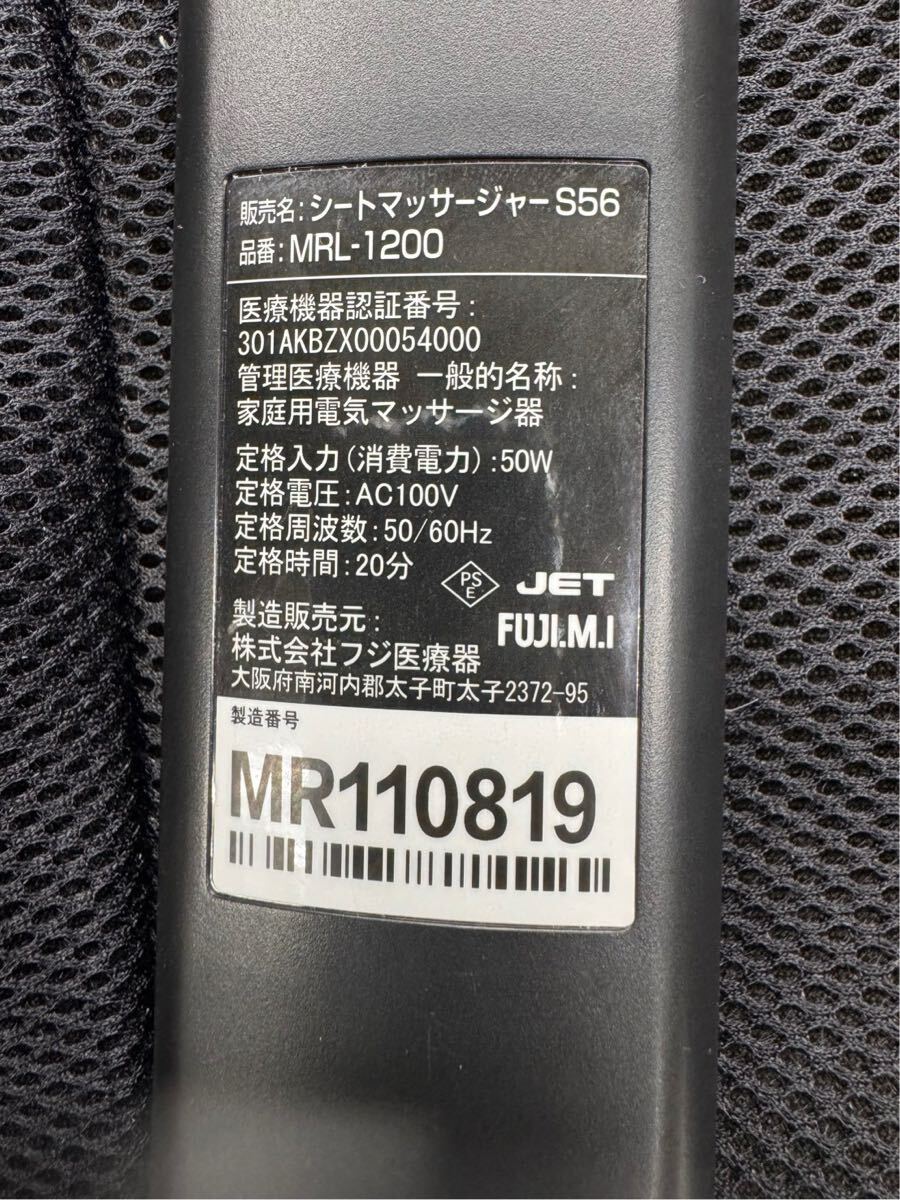 販売名：シートマッサージャーS56
品番：MRL-1200
医療機器認証番号：
301AKBZX00054000
管理医療機器 一般的名称：
家庭用電気マッサージ器
定格入力（消費電力）：50W
定格電圧：AC100V
定格周波数：50/60Hz
定格時間：20分
PS
E
JET
製造販売元：
FUJI.M.I
株式会社フジ医療器
大阪府南河内郡太子町太子2372-95
製造番号
MR110819